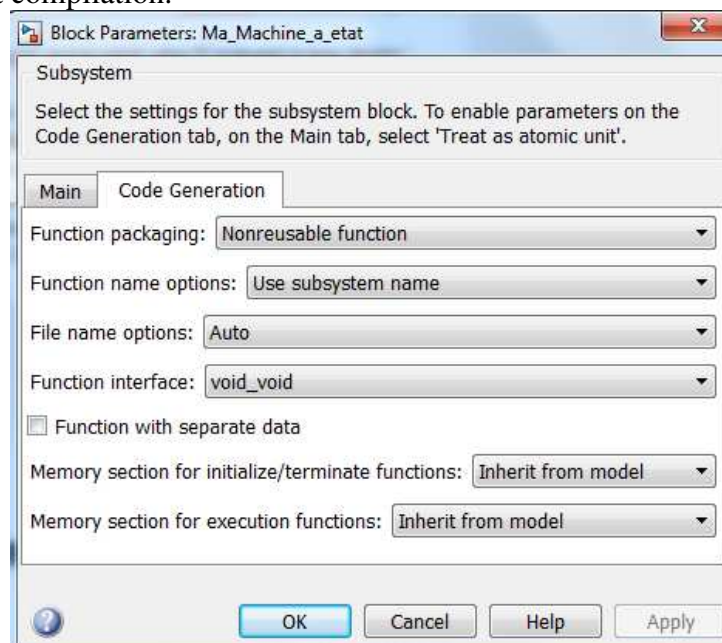 compilation.
Block Parameters: Ma_Machine_a_etat
Subsystem
Select the settings for the subsystem block. To enable parameters on the
Code Generation tab, on the Main tab, select 'Treat as atomic unit'.
Main Code Generation
Function packaging: Nonreusable function
Function name options: Use subsystem name
File name options: Auto
Function interface: void_void
Function with separate data
Memory section for initialize/terminate functions: Inherit from model
Memory section for execution functions: Inherit from model
OK Cancel Help Apply